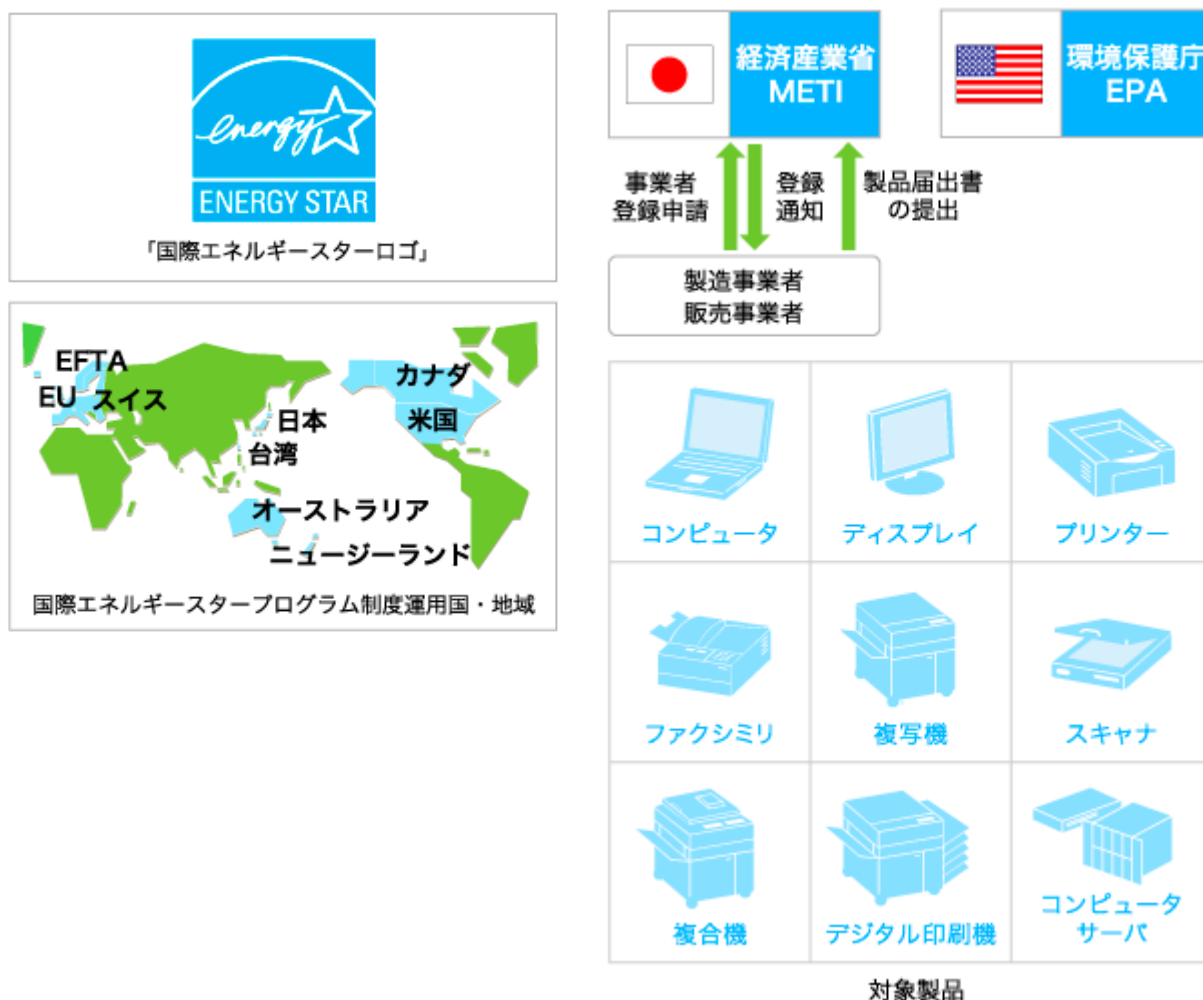 energy
ENERGY STAR
「国際エネルギースターロゴ」
EFTA
EU スイス
日本
台湾
カナダ
米国
オーストラリア
ニュージーランド
国際エネルギースタープログラム制度運用国・地域
経済産業省
METI
環境保護庁
EPA
事業者
登録申請
登録
通知
製品届出書
の提出
製造事業者
販売事業者
コンピュータ
ディスプレイ
プリンター
ファクシミリ
複写機
スキャナ
複合機
デジタル印刷機
コンピュータ
サーバ
対象製品